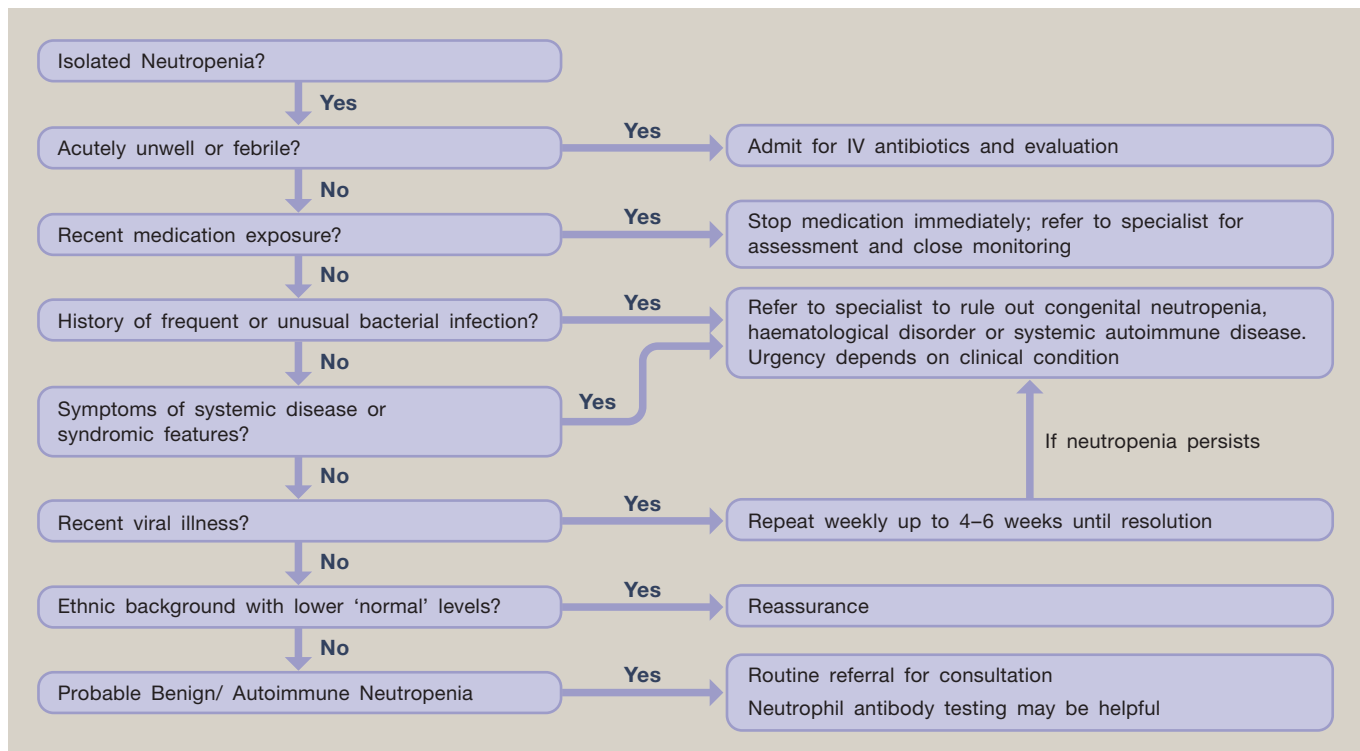 Isolated Neutropenia?
Yes
Acutely unwell or febrile?
Yes
Admit for IV antibiotics and evaluation
No
Recent medication exposure?
Yes
Stop medication immediately; refer to specialist for
assessment and close monitoring
No
History of frequent or unusual bacterial infection?
Yes
Refer to specialist to rule out congenital neutropenia,
haematological disorder or systemic autoimmune disease.
Urgency depends on clinical condition
No
Symptoms of systemic disease or
syndromic features?
Yes
If neutropenia persists
No
Recent viral illness?
Yes
Repeat weekly up to 4–6 weeks until resolution
No
Ethnic background with lower ‘normal’ levels?
Yes
Reassurance
No
Probable Benign/ Autoimmune Neutropenia
Yes
Routine referral for consultation
Neutrophil antibody testing may be helpful